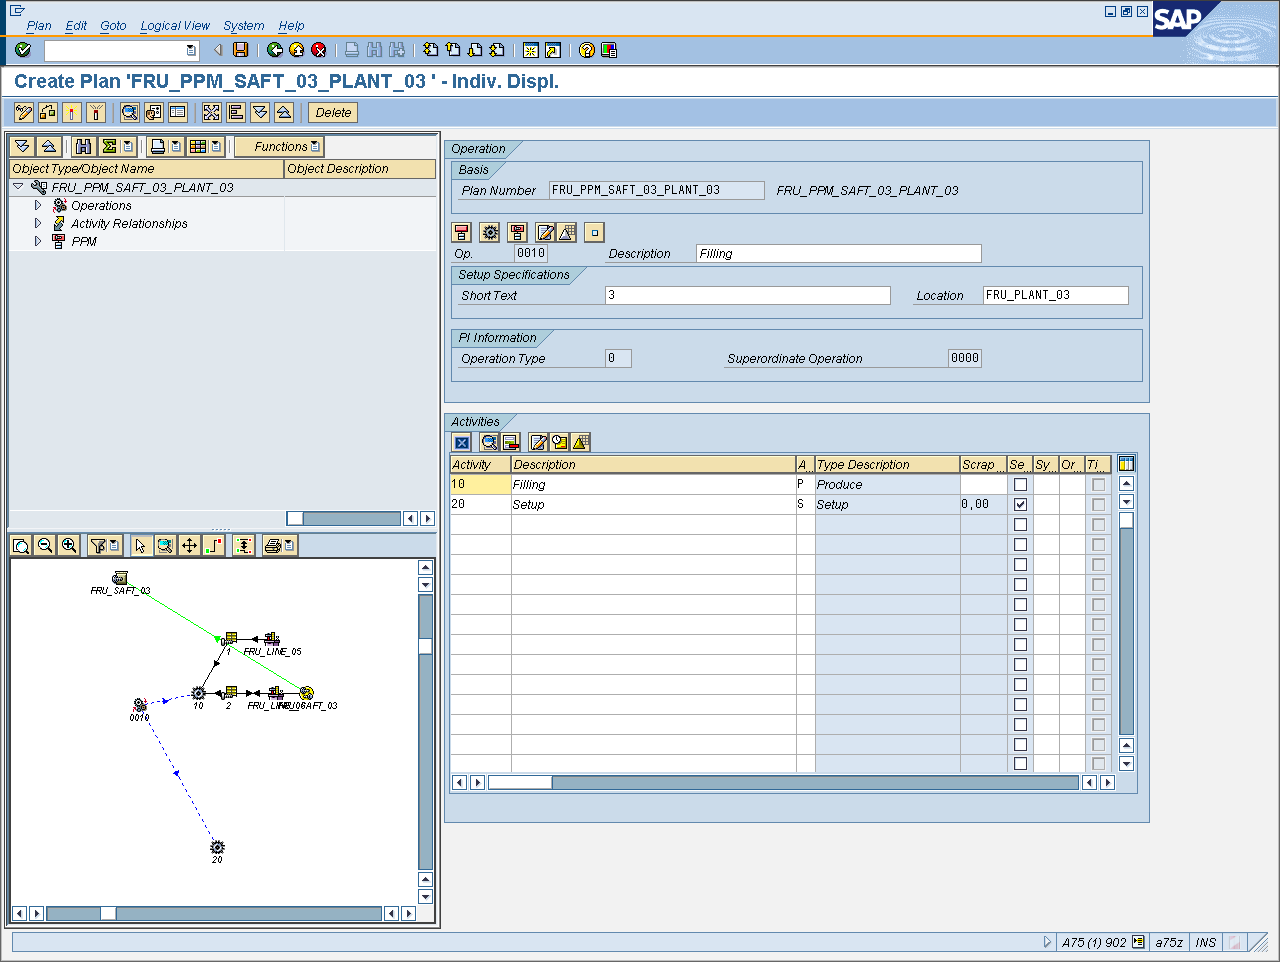 Plan Edit Goto Logical View System Help
SAP
Create Plan 'FRU_PPM_SAFT_03_PLANT_03 ' - Indiv. Displ.
Delete
Functions
Object Type/Object Name Object Description
FRU_PPM_SAFT_03_PLANT_03
Operations
Activity Relationships
PPM
Operation
Basis
Plan Number FRU_PPM_SAFT_03_PLANT_03 FRU_PPM_SAFT_03_PLANT_03
Op. 0010 Description Filling
Setup Specifications
Short Text 3 Location FRU_PLANT_03
PI Information
Operation Type 0 Superordinate Operation 0000
Activities
Activity Description A.. Type Description Scrap ... Se... Sy... Or... Ti...
10 Filling P Produce
20 Setup S Setup 0,00
FRU_SAFT_03
1 FRU_LINE_05
10 2
0010
20
A75 (1) 902 a75z INS